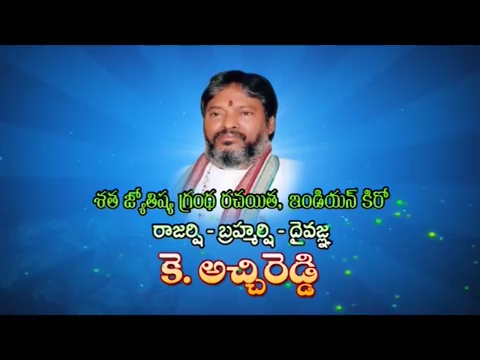 శత జ్యోతిష్య గ్రంథ రచయిత, ఇండియన్ కిరో
రాజర్షి - బ్రహ్మర్షి - దైవజ్ఞ
కె. అచ్చిరెడ్డి